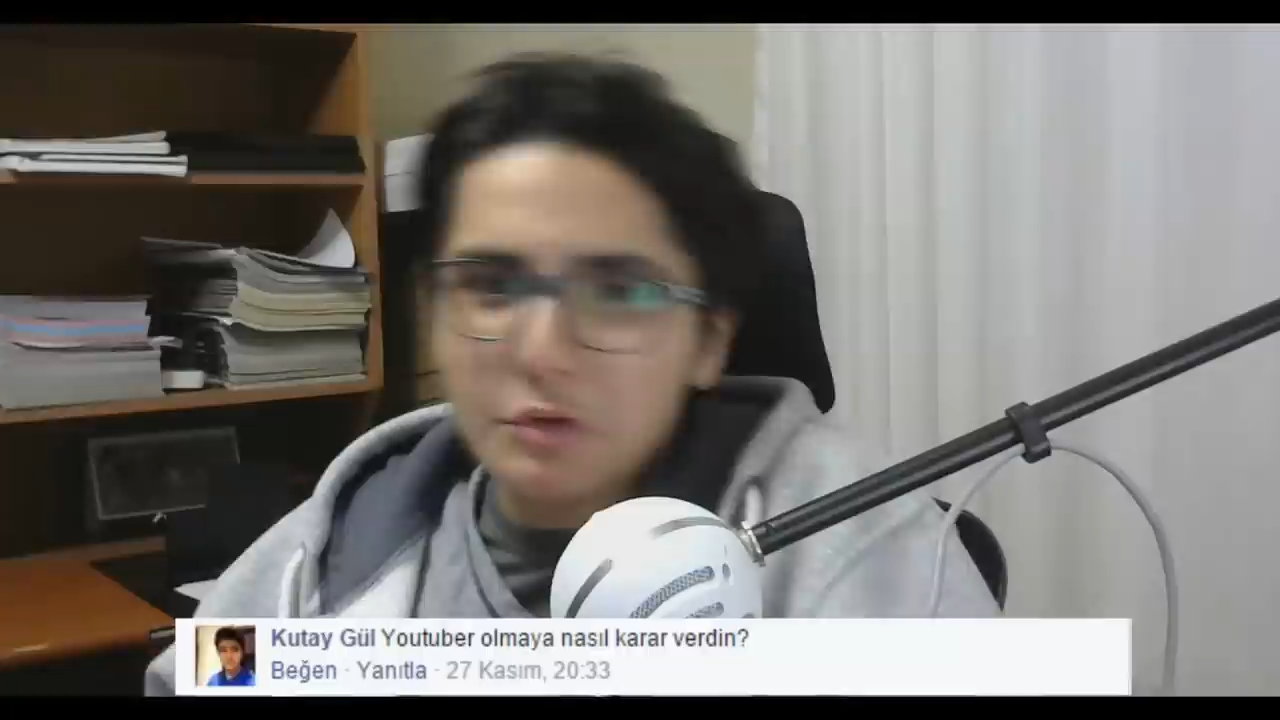 Kutay Gül Youtuber olmaya nasıl karar verdin?
Beğen · Yanıtla · 27 Kasım, 20:33